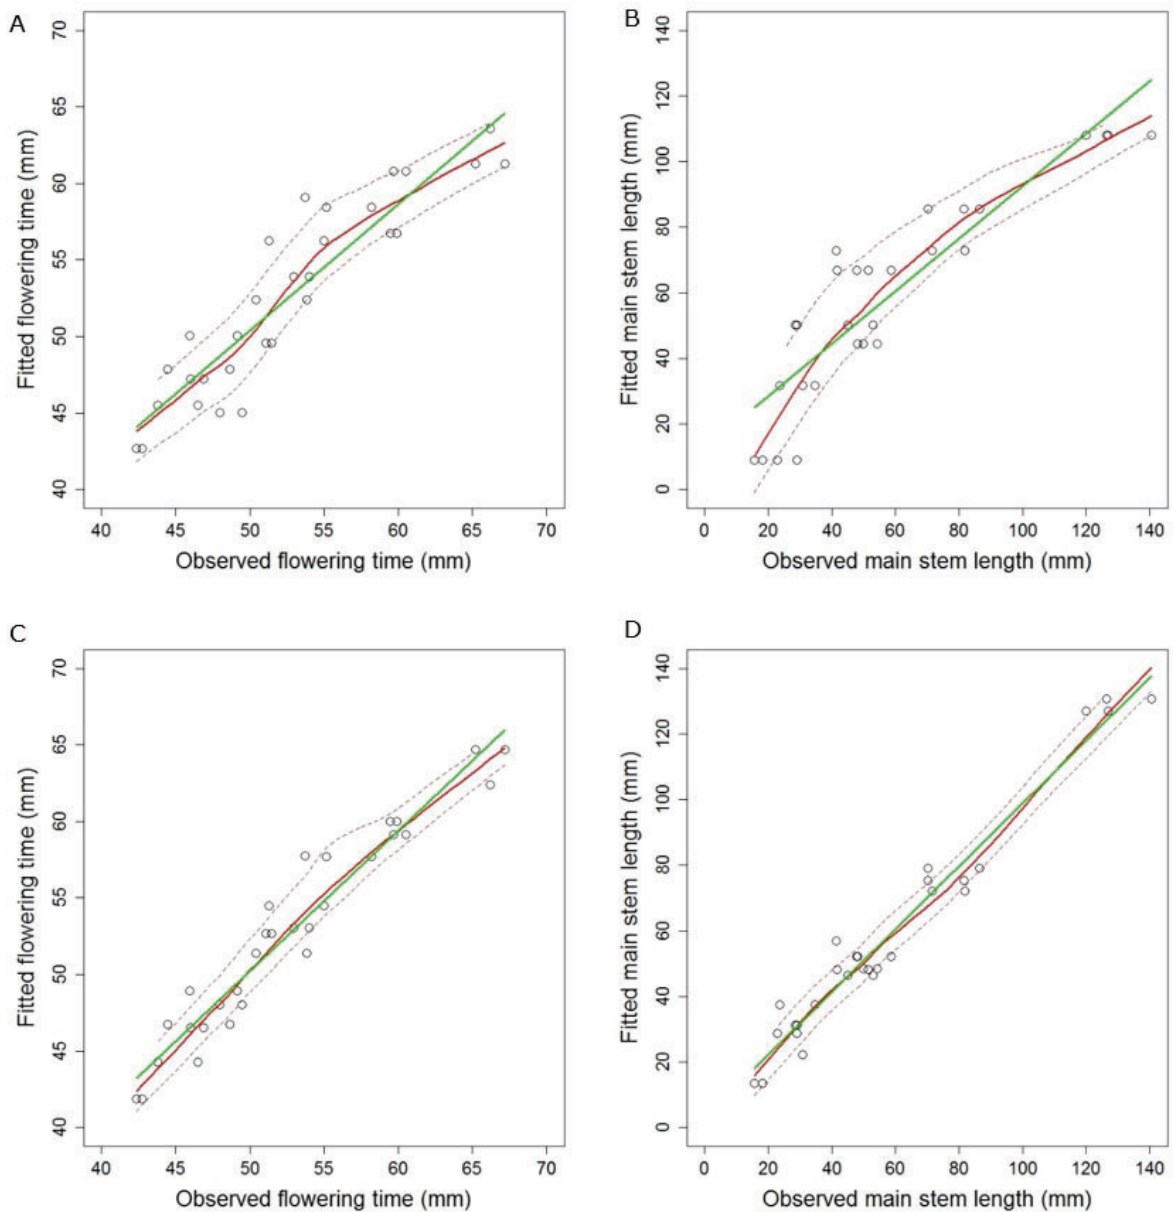 A
70
65
60
55
50
45
40
Fitted flowering time (mm)
40 45 50 55 60 65 70
Observed flowering time (mm)
B
140
120
100
80
60
40
20
0
Fitted main stem length (mm)
0 20 40 60 80 100 120 140
Observed main stem length (mm)
C
70
65
60
55
50
45
40
Fitted flowering time (mm)
40 45 50 55 60 65 70
Observed flowering time (mm)
D
140
120
100
80
60
40
20
0
Fitted main stem length (mm)
0 20 40 60 80 100 120 140
Observed main stem length (mm)